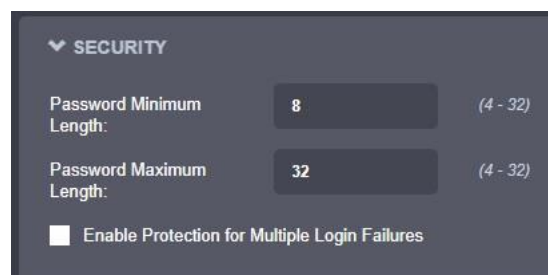 SECURITY
Password Minimum 8 (4 - 32)
Length:
Password Maximum 32 (4 - 32)
Length:
Enable Protection for Multiple Login Failures